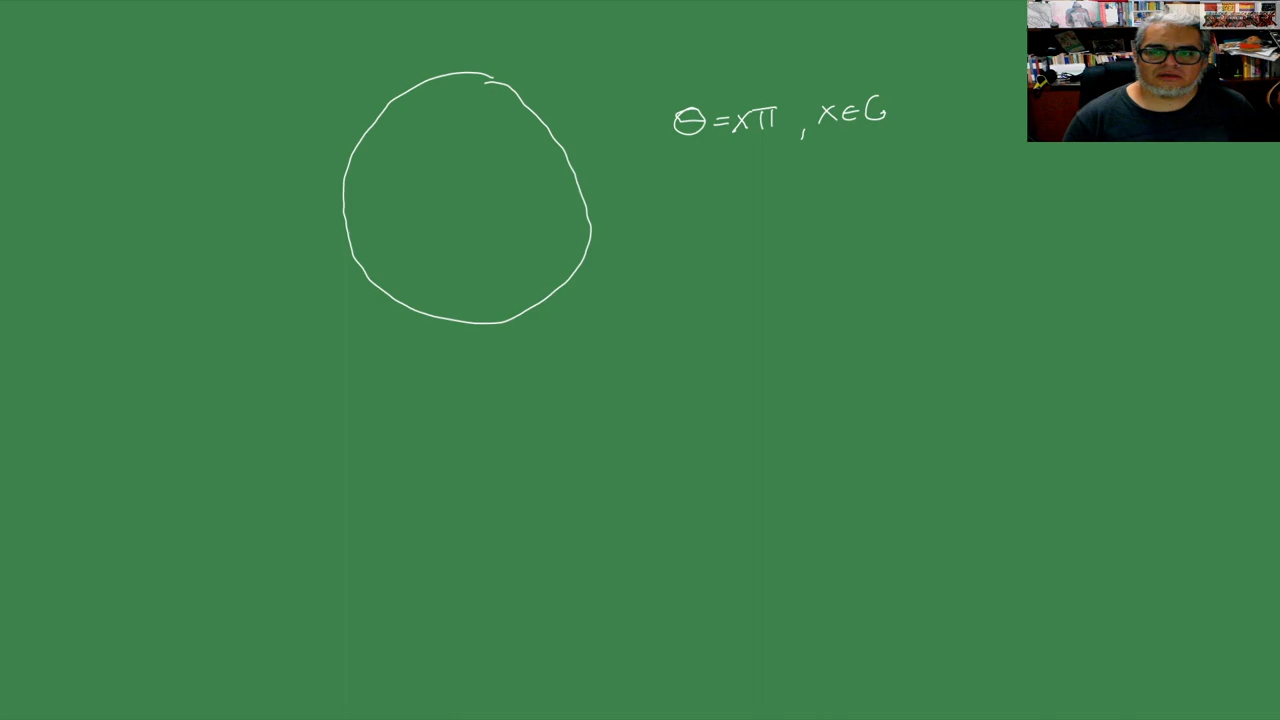 θ = xπ , x ∈ G